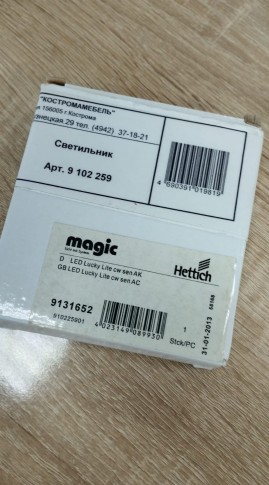 "КОСТРОМАМЕБЕЛЬ"
156005 г.Кострома
29 тел. (4942) 37-18-21
Светильник
Арт. 9 102 259
4 690391 019819
magic
Hettich
D LED Lucky Lite cw sen AK
GB LED Lucky Lite cw sen AC
9131652
910225901
4 023149 089930
1
Stck/PC
31-01-2013